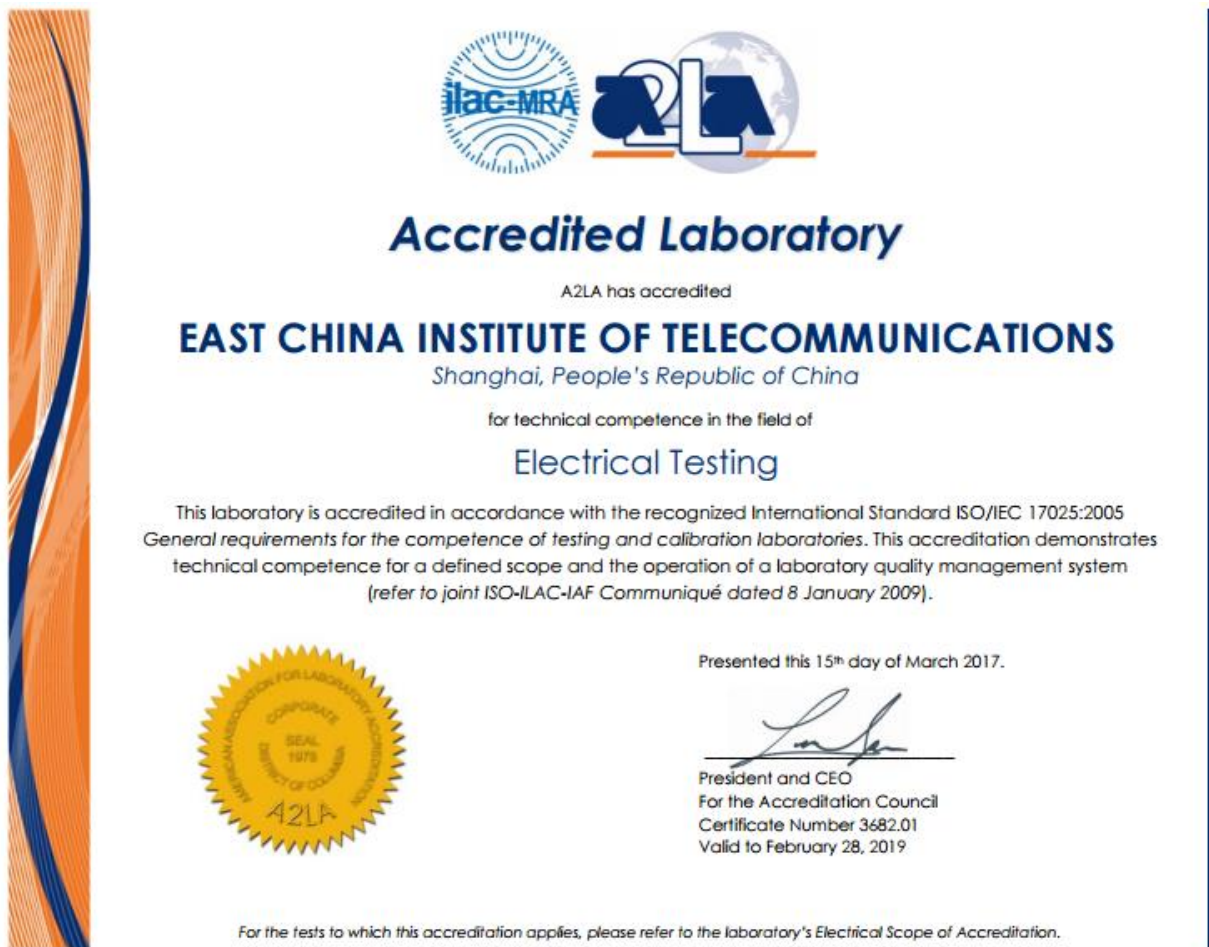 ilac-MRA
A2LA
Accredited Laboratory
A2LA has accredited
EAST CHINA INSTITUTE OF TELECOMMUNICATIONS
Shanghai, People's Republic of China
for technical competence in the field of
Electrical Testing
This laboratory is accredited in accordance with the recognized International Standard ISO/IEC 17025:2005
General requirements for the competence of testing and calibration laboratories. This accreditation demonstrates
technical competence for a defined scope and the operation of a laboratory quality management system
(refer to joint ISO-ILAC-IAF Communiqué dated 8 January 2009).
AMERICAN ASSOCIATION FOR LABORATORY ACCREDITATION
CORPORATE
SEAL
1978
DISTRICT OF COLUMBIA
A2LA
Presented this 15th day of March 2017.
President and CEO
For the Accreditation Council
Certificate Number 3682.01
Valid to February 28, 2019
For the tests to which this accreditation applies, please refer to the laboratory's Electrical Scope of Accreditation.